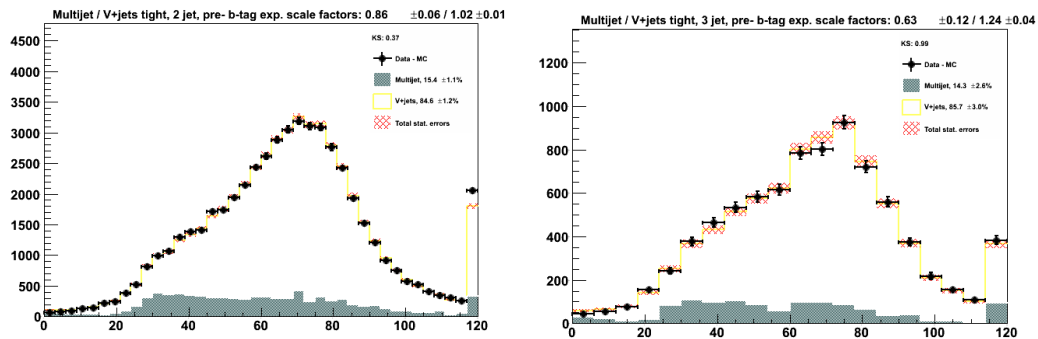 Multijet / V+jets tight, 2 jet, pre- b-tag exp. scale factors: 0.86 ±0.06 / 1.02 ±0.01
KS: 0.37
Data - MC
Multijet, 15.4 ±1.1%
V+jets, 84.6 ±1.2%
Total stat. errors
4500
4000
3500
3000
2500
2000
1500
1000
500
0
0 20 40 60 80 100 120
Multijet / V+jets tight, 3 jet, pre- b-tag exp. scale factors: 0.63 ±0.12 / 1.24 ±0.04
KS: 0.99
Data - MC
Multijet, 14.3 ±2.6%
V+jets, 85.7 ±3.0%
Total stat. errors
1200
1000
800
600
400
200
0
0 20 40 60 80 100 120